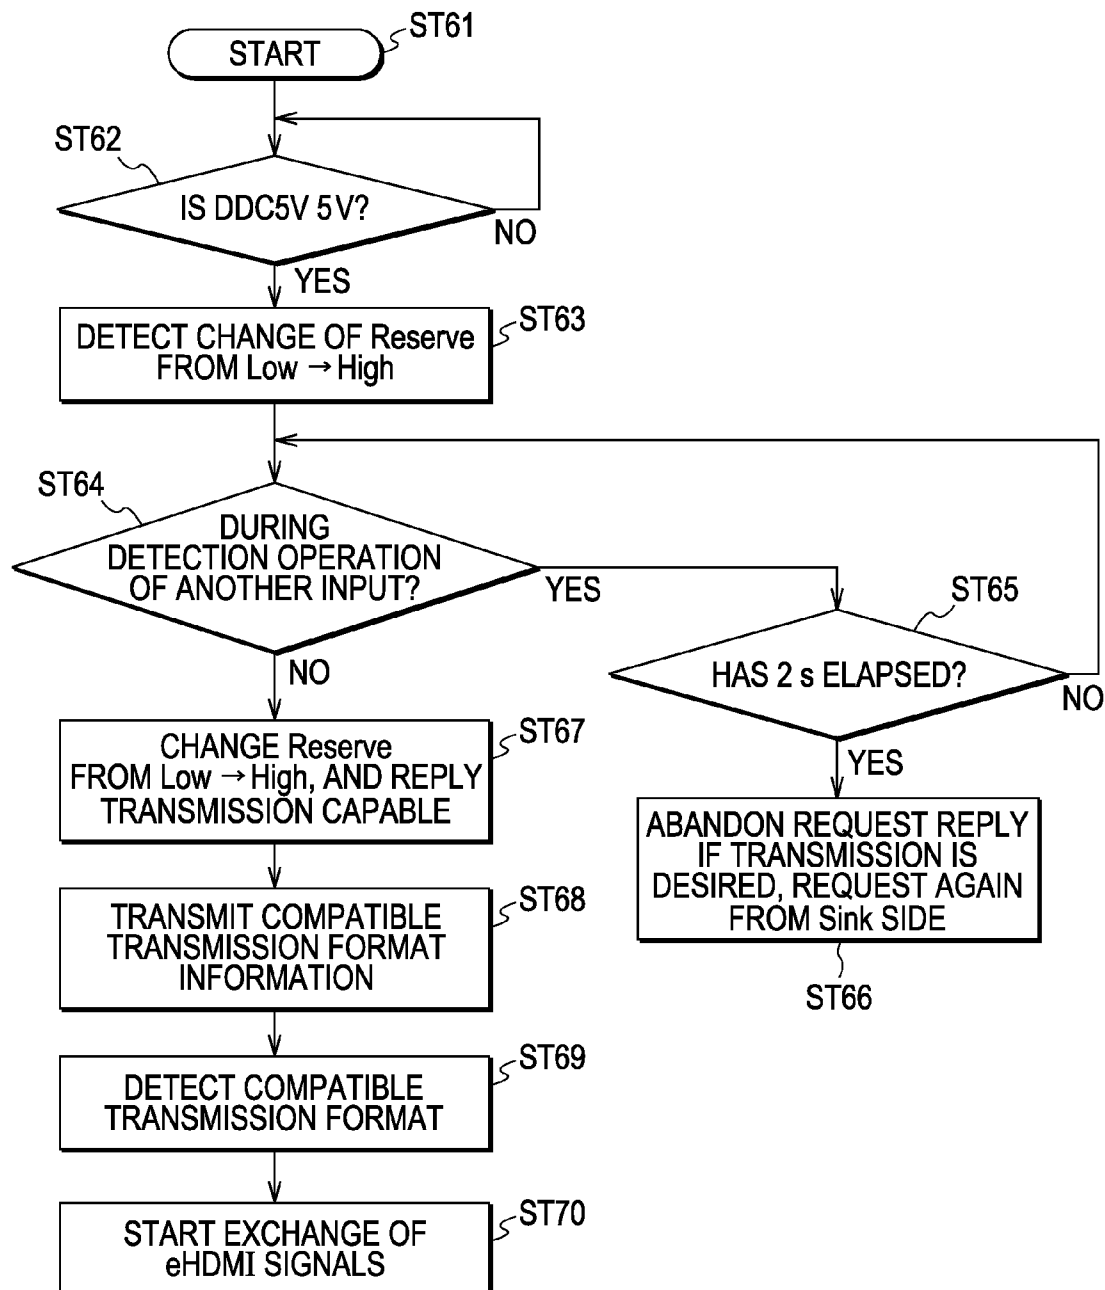 START
ST61
ST62
IS DDC5V 5V?
NO
YES
DETECT CHANGE OF Reserve
FROM Low → High
ST63
ST64
DURING
DETECTION OPERATION
OF ANOTHER INPUT?
YES
NO
ST65
HAS 2 s ELAPSED?
NO
YES
ABANDON REQUEST REPLY
IF TRANSMISSION IS
DESIRED, REQUEST AGAIN
FROM Sink SIDE
ST66
CHANGE Reserve
FROM Low → High, AND REPLY
TRANSMISSION CAPABLE
ST67
TRANSMIT COMPATIBLE
TRANSMISSION FORMAT
INFORMATION
ST68
DETECT COMPATIBLE
TRANSMISSION FORMAT
ST69
START EXCHANGE OF
eHDMI SIGNALS
ST70